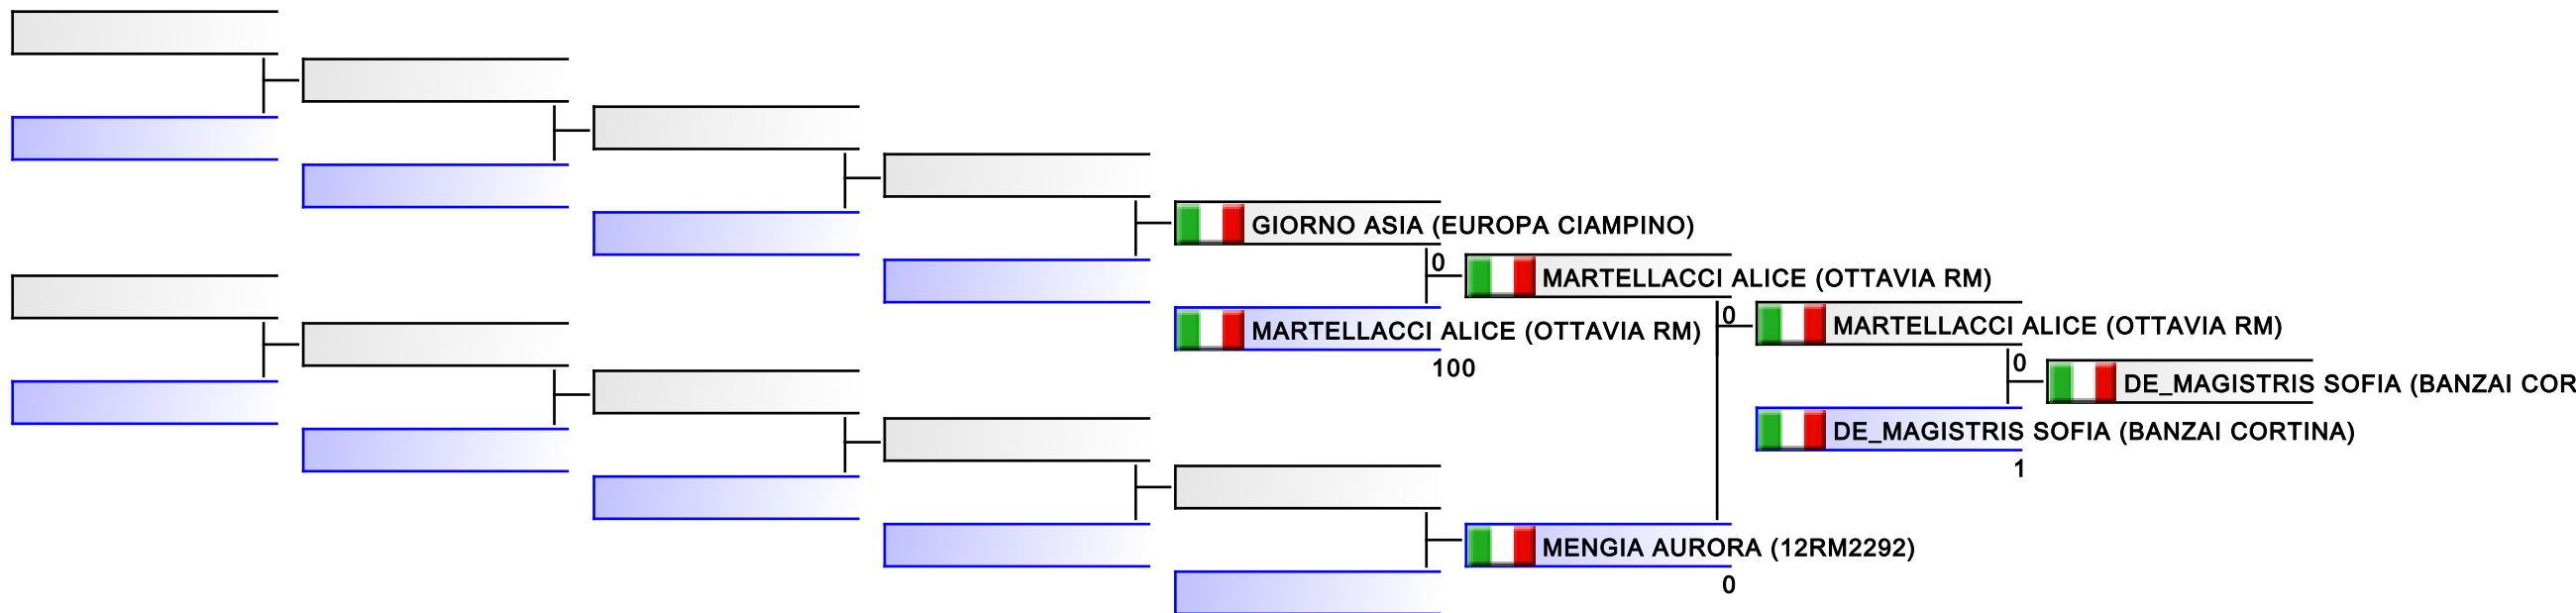 GIORNO ASIA (EUROPA CIAMPINO)
0
MARTELLACCI ALICE (OTTAVIA RM)
MARTELLACCI ALICE (OTTAVIA RM)
100
0
MARTELLACCI ALICE (OTTAVIA RM)
0
DE_MAGISTRIS SOFIA (BANZAI COR
DE_MAGISTRIS SOFIA (BANZAI CORTINA)
1
MENGIA AURORA (12RM2292)
0